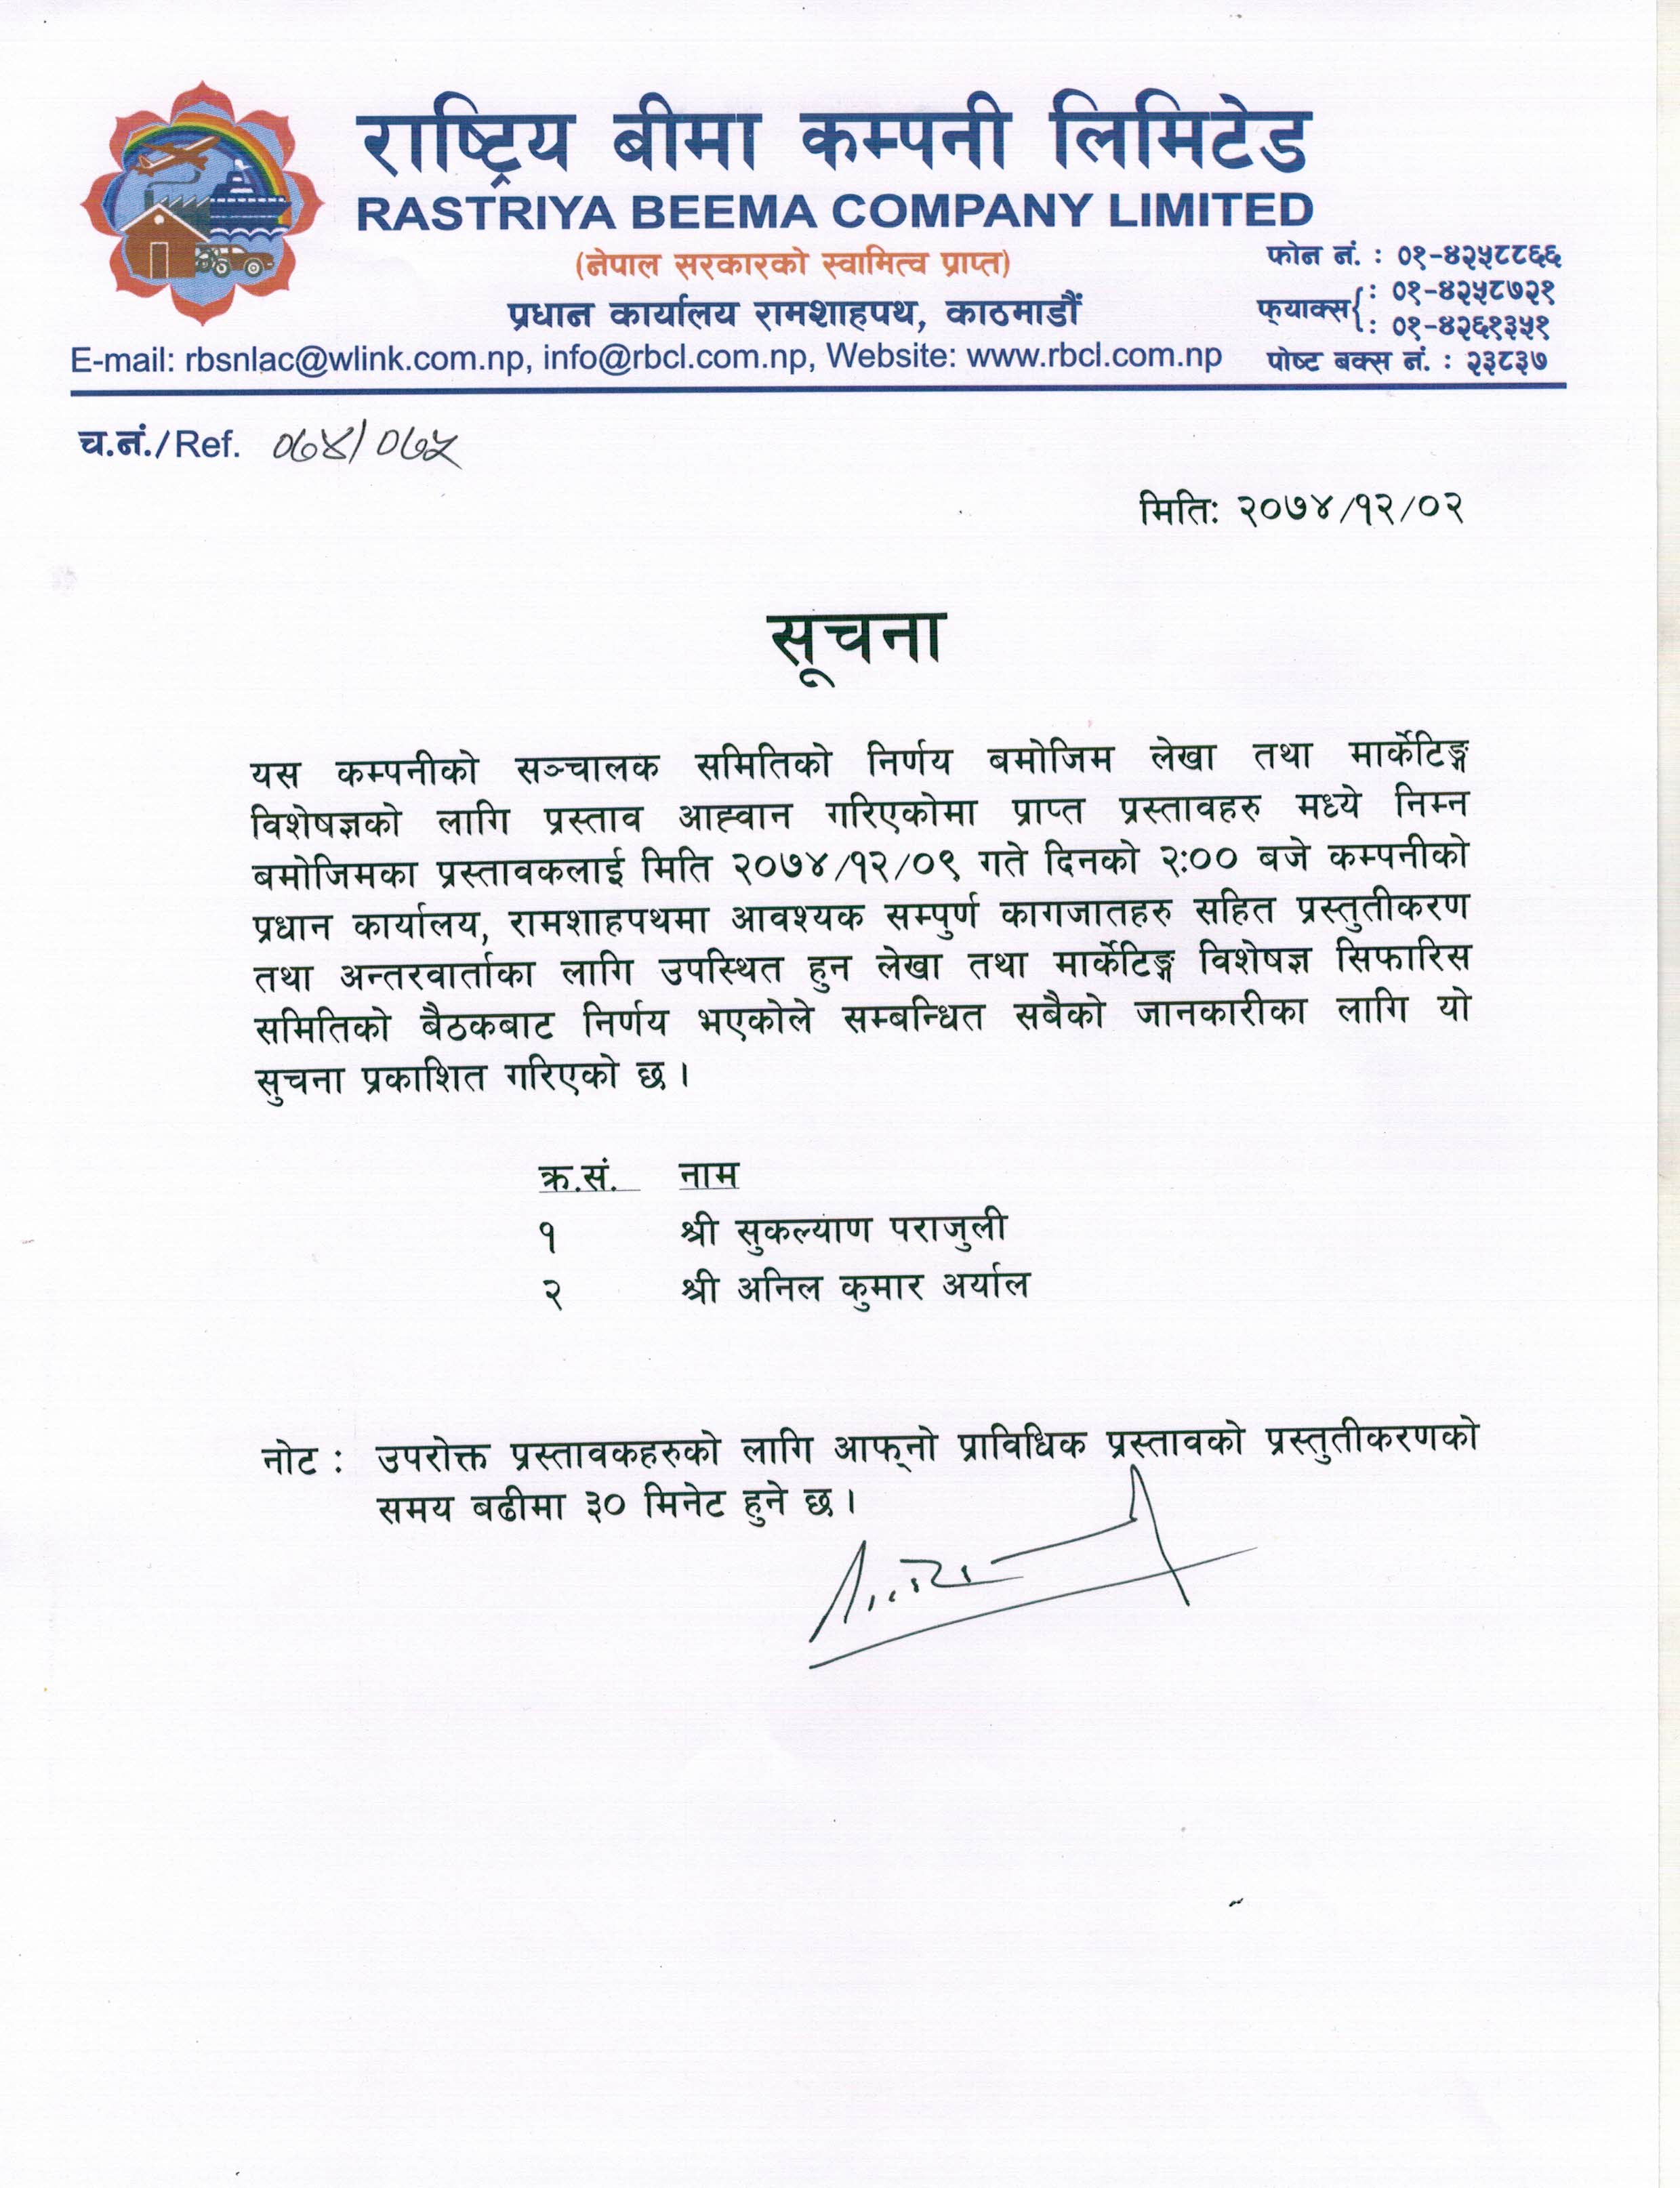 राष्ट्रिय बीमा कम्पनी लिमिटेड
RASTRIYA BEEMA COMPANY LIMITED
(नेपाल सरकारको स्वामित्व प्राप्त)
प्रधान कार्यालय रामशाहपथ, काठमाडौं
E-mail: rbsnlac@wlink.com.np, info@rbcl.com.np, Website: www.rbcl.com.np
फोन नं. : ०१-४२५८८६६
फ्याक्स : ०१-४२५८७२१
: ०१-४२६१३५१
पोष्ट बक्स नं. : २३८३७
च.नं./Ref. ०७४/०७५
मितिः २०७४/१२/०२
सूचना
यस कम्पनीको सञ्चालक समितिको निर्णय बमोजिम लेखा तथा मार्केटिङ्ग
विशेषज्ञको लागि प्रस्ताव आह्वान गरिएकोमा प्राप्त प्रस्तावहरु मध्ये निम्न
बमोजिमका प्रस्तावकलाई मिति २०७४/१२/०९ गते दिनको २:०० बजे कम्पनीको
प्रधान कार्यालय, रामशाहपथमा आवश्यक सम्पुर्ण कागजातहरु सहित प्रस्तुतीकरण
तथा अन्तरवार्ताका लागि उपस्थित हुन लेखा तथा मार्केटिङ्ग विशेषज्ञ सिफारिस
समितिको बैठकबाट निर्णय भएकोले सम्बन्धित सबैको जानकारीका लागि यो
सुचना प्रकाशित गरिएको छ ।
क्र.सं. नाम
१ श्री सुकल्याण पराजुली
२ श्री अनिल कुमार अर्याल
नोट : उपरोक्त प्रस्तावकहरुको लागि आफ्नो प्राविधिक प्रस्तावको प्रस्तुतीकरणको
समय बढीमा ३० मिनेट हुने छ ।